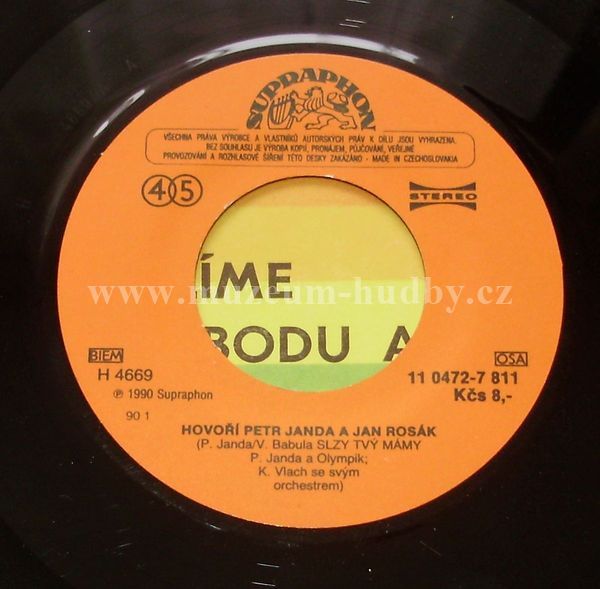 SUPRAPHON
VŠECHNA PRÁVA VÝROBCE A VLASTNÍKŮ AUTORSKÝCH PRÁV K DÍLU JSOU VYHRAZENA.
BEZ SOUHLASU JE VÝROBA KOPIÍ, PRONÁJEM, PŮJČOVÁNÍ, VEŘEJNÉ
PROVOZOVÁNÍ A ROZHLASOVÉ ŠÍŘENÍ TÉTO DESKY ZAKÁZÁNO - MADE IN CZECHOSLOVAKIA
45
STEREO
ÍME
www.muzeum-hudby.cz
BODU A
BIEM
OSA
H 4669
11 0472-7 811
℗ 1990 Supraphon
Kčs 8,-
90 1
HOVOŘÍ PETR JANDA A JAN ROSÁK
(P. Janda/V. Babula SLZY TVÝ MÁMY
P. Janda a Olympik;
K. Vlach se svým
orchestrem)